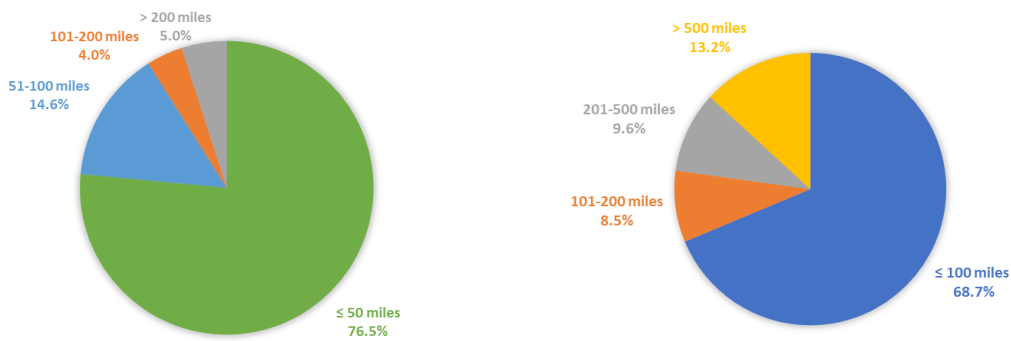 > 200 miles
5.0%
101-200 miles
4.0%
51-100 miles
14.6%
≤ 50 miles
76.5%
> 500 miles
13.2%
201-500 miles
9.6%
101-200 miles
8.5%
≤ 100 miles
68.7%